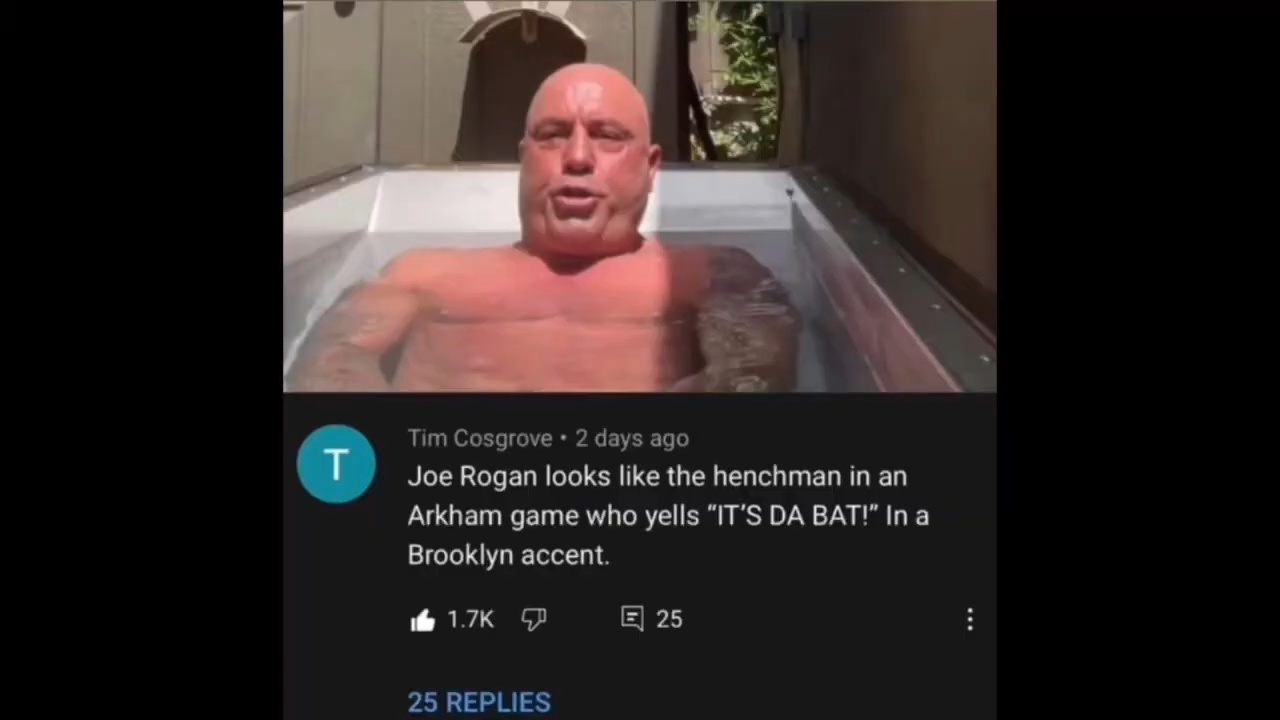 T
Tim Cosgrove • 2 days ago
Joe Rogan looks like the henchman in an
Arkham game who yells “IT’S DA BAT!” In a
Brooklyn accent.
1.7K 25
25 REPLIES